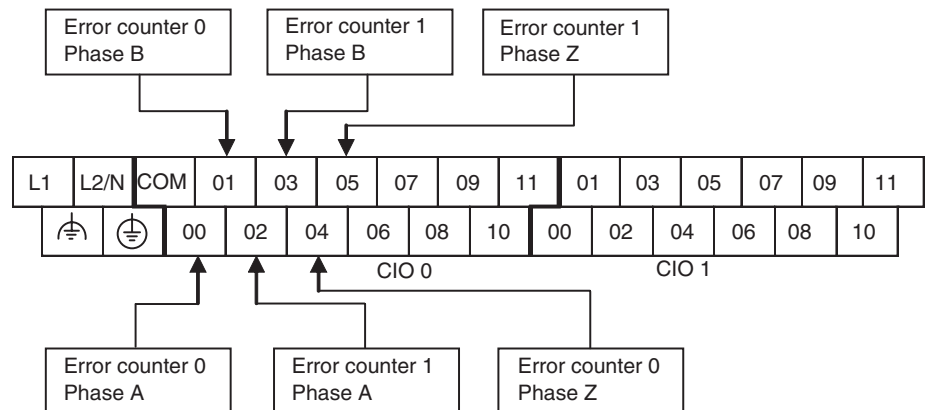 Error counter 0
Phase B
Error counter 1
Phase B
Error counter 1
Phase Z
L1 L2/N COM 01 03 05 07 09 11 01 03 05 07 09 11
00 02 04 06 08 10 00 02 04 06 08 10
CIO 0 CIO 1
Error counter 0
Phase A
Error counter 1
Phase A
Error counter 0
Phase Z